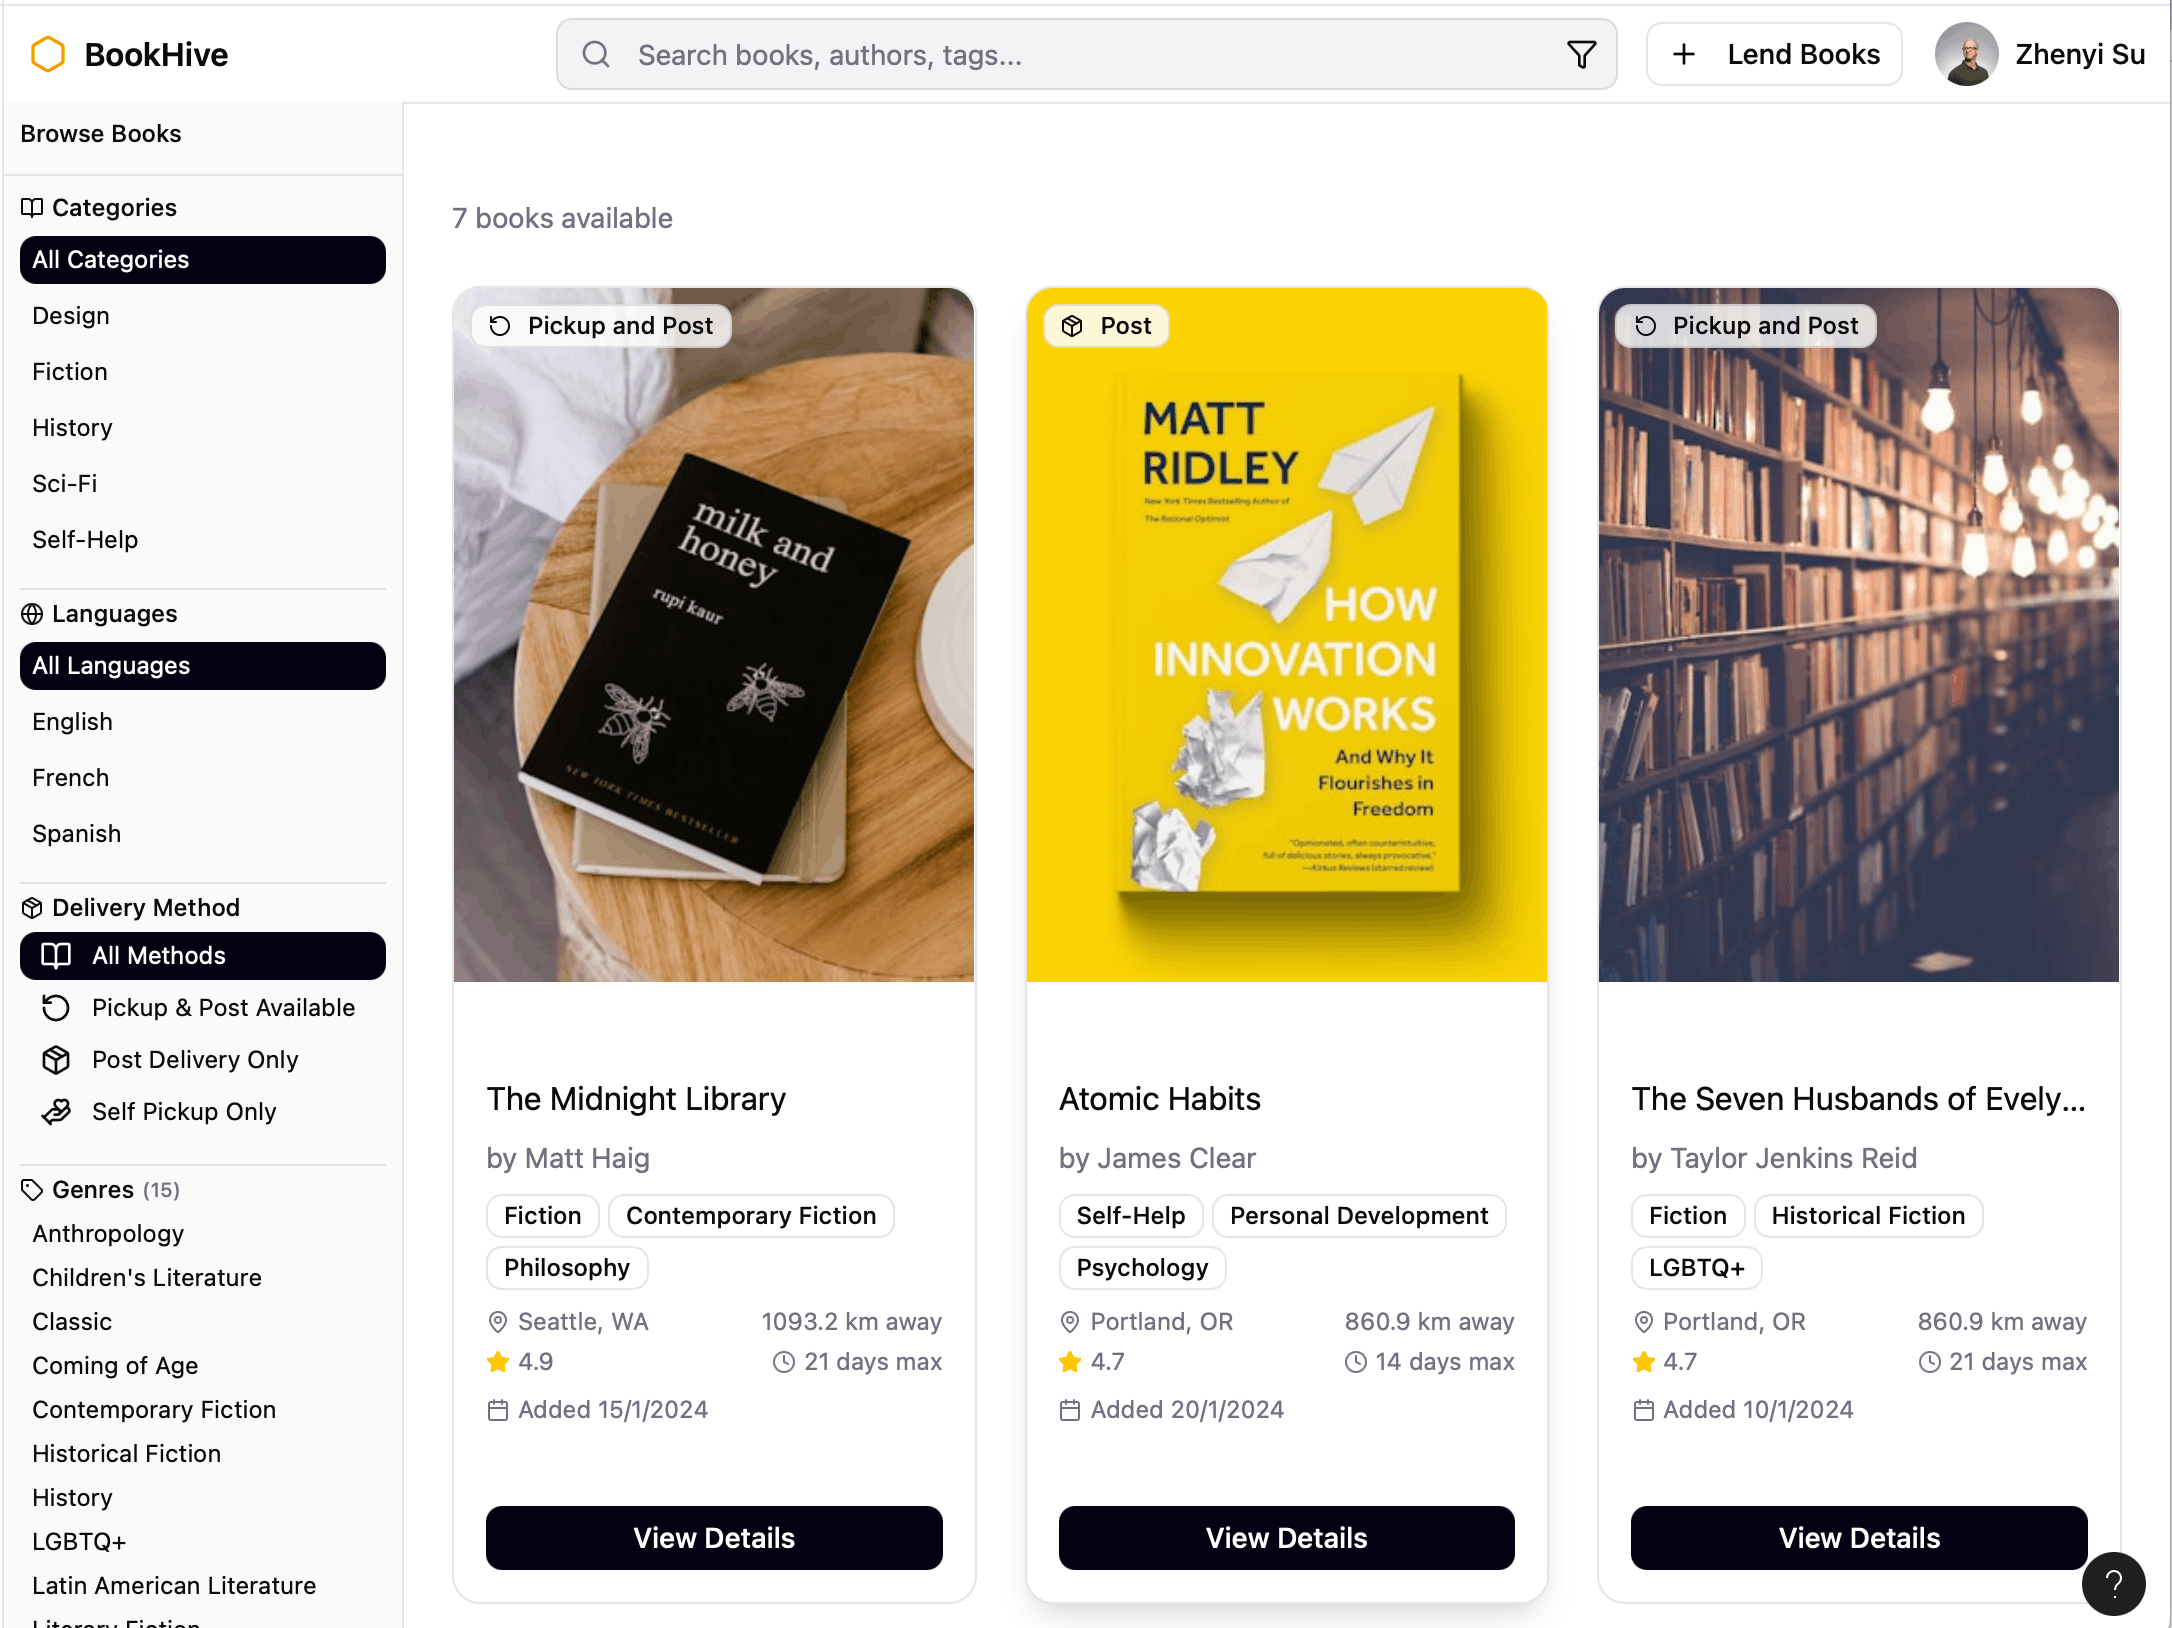 BookHive
Search books, authors, tags...
Lend Books
Zhenyi Su
Browse Books
Categories
All Categories
Design
Fiction
History
Sci-Fi
Self-Help
Languages
All Languages
English
French
Spanish
Delivery Method
All Methods
Pickup & Post Available
Post Delivery Only
Self Pickup Only
Genres (15)
Anthropology
Children's Literature
Classic
Coming of Age
Contemporary Fiction
Historical Fiction
History
LGBTQ+
Latin American Literature
Literary Fiction
7 books available
Pickup and Post
milk and
honey
rupi kaur
NEW YORK TIMES BESTSELLER
The Midnight Library
by Matt Haig
Fiction
Contemporary Fiction
Philosophy
Seattle, WA
1093.2 km away
4.9
21 days max
Added 15/1/2024
View Details
Post
MATT
RIDLEY
New York Times Bestselling Author of
The Rational Optimist
HOW
INNOVATION
WORKS
And Why It
Flourishes in
Freedom
"Opinionated, often counterintuitive,
full of delicious stories, always provocative."
—Kirkus Reviews (starred review)
Atomic Habits
by James Clear
Self-Help
Personal Development
Psychology
Portland, OR
860.9 km away
4.7
14 days max
Added 20/1/2024
View Details
Pickup and Post
The Seven Husbands of Evely...
by Taylor Jenkins Reid
Fiction
Historical Fiction
LGBTQ+
Portland, OR
860.9 km away
4.7
21 days max
Added 10/1/2024
View Details
?